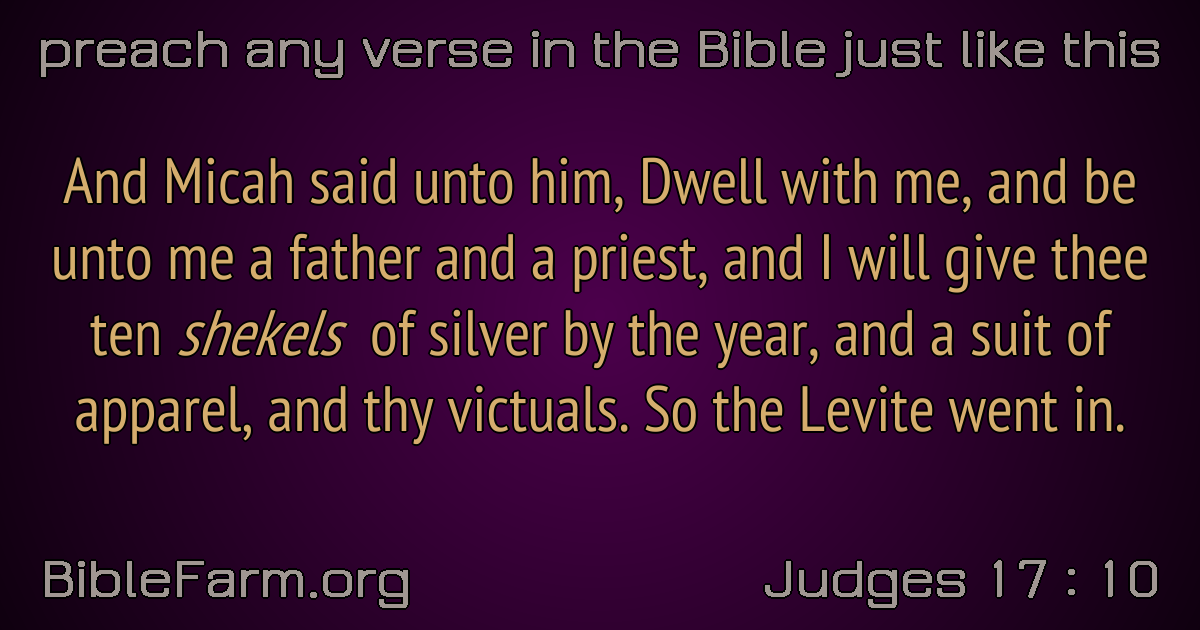 preach any verse in the Bible just like this
And Micah said unto him, Dwell with me, and be
unto me a father and a priest, and I will give thee
ten shekels of silver by the year, and a suit of
apparel, and thy victuals. So the Levite went in.
BibleFarm.org
Judges 17 : 10